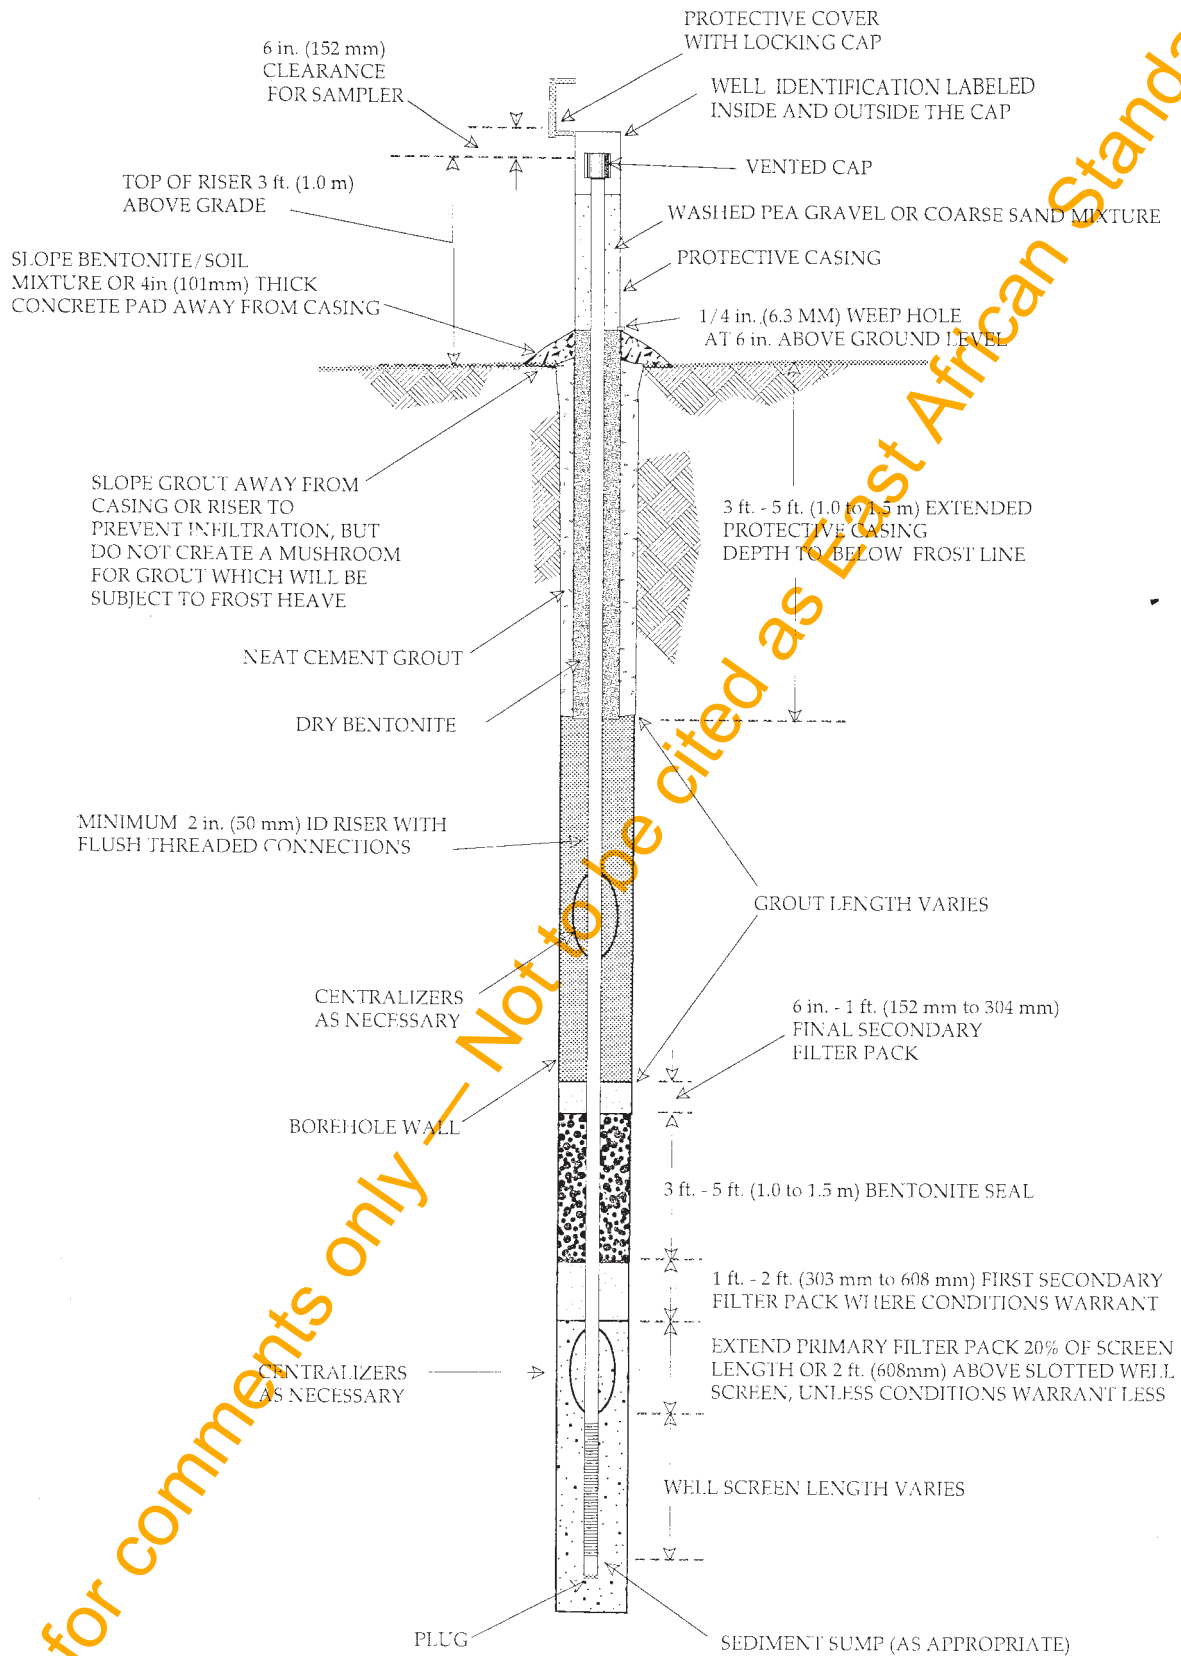 PROTECTIVE COVER
WITH LOCKING CAP
6 in. (152 mm)
CLEARANCE
FOR SAMPLER
WELL IDENTIFICATION LABELED
INSIDE AND OUTSIDE THE CAP
VENTED CAP
TOP OF RISER 3 ft. (1.0 m)
ABOVE GRADE
WASHED PEA GRAVEL OR COARSE SAND MIXTURE
SLOPE BENTONITE/SOIL
MIXTURE OR 4in (101mm) THICK
CONCRETE PAD AWAY FROM CASING
PROTECTIVE CASING
1/4 in. (6.3 MM) WEEP HOLE
AT 6 in. ABOVE GROUND LEVEL
SLOPE GROUT AWAY FROM
CASING OR RISER TO
PREVENT INFILTRATION, BUT
DO NOT CREATE A MUSHROOM
FOR GROUT WHICH WILL BE
SUBJECT TO FROST HEAVE
3 ft. - 5 ft. (1.0 to 1.5 m) EXTENDED
PROTECTIVE CASING
DEPTH TO BELOW FROST LINE
NEAT CEMENT GROUT
DRY BENTONITE
MINIMUM 2 in. (50 mm) ID RISER WITH
FLUSH THREADED CONNECTIONS
GROUT LENGTH VARIES
CENTRALIZERS
AS NECESSARY
6 in. - 1 ft. (152 mm to 304 mm)
FINAL SECONDARY
FILTER PACK
BOREHOLE WALL
3 ft. - 5 ft. (1.0 to 1.5 m) BENTONITE SEAL
1 ft. - 2 ft. (303 mm to 608 mm) FIRST SECONDARY
FILTER PACK WHERE CONDITIONS WARRANT
EXTEND PRIMARY FILTER PACK 20% OF SCREEN
LENGTH OR 2 ft. (608mm) ABOVE SLOTTED WELL
SCREEN, UNLESS CONDITIONS WARRANT LESS
CENTRALIZERS
AS NECESSARY
WELL SCREEN LENGTH VARIES
PLUG
SEDIMENT SUMP (AS APPROPRIATE)
for comments only — Not to be cited as East African Standa